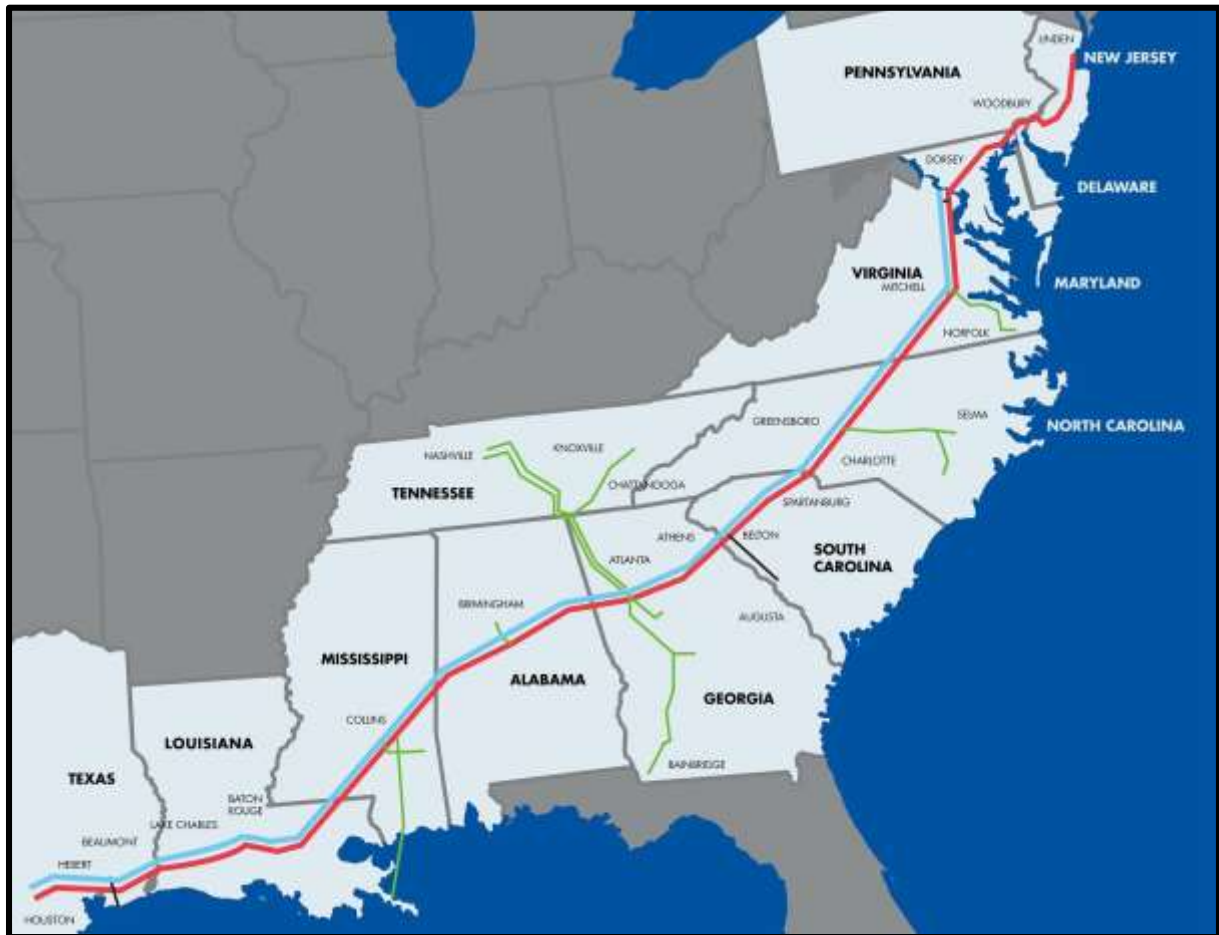 LINDEN
NEW JERSEY
PENNSYLVANIA
WOODBURY
DORSEY
DELAWARE
VIRGINIA
MITCHELL
MARYLAND
NORFOLK
GREENSBORO
SELMA
NORTH CAROLINA
NASHVILLE
KNOXVILLE
CHARLOTTE
TENNESSEE
CHATTANOOGA
SPARTANBURG
ATHENS
BELTON
ATLANTA
SOUTH
CAROLINA
BIRMINGHAM
AUGUSTA
MISSISSIPPI
ALABAMA
GEORGIA
COLLINS
LOUISIANA
BAINBRIDGE
TEXAS
BATON
ROUGE
LAKE CHARLES
BEAUMONT
HEBERT
HOUSTON